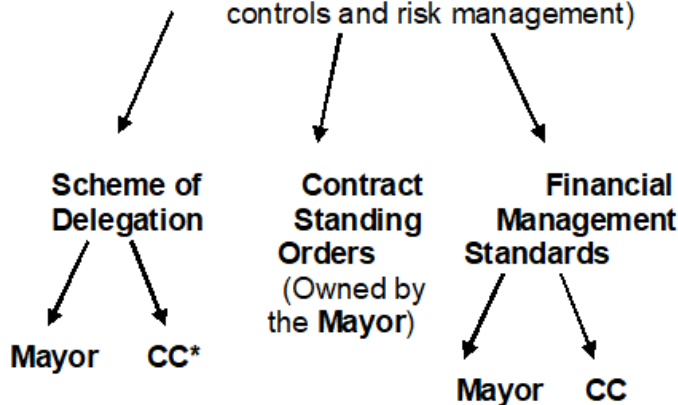 controls and risk management)
Scheme of
Delegation
Contract
Standing
Orders
(Owned by
the Mayor)
Financial
Management
Standards
Mayor
CC*
Mayor
CC